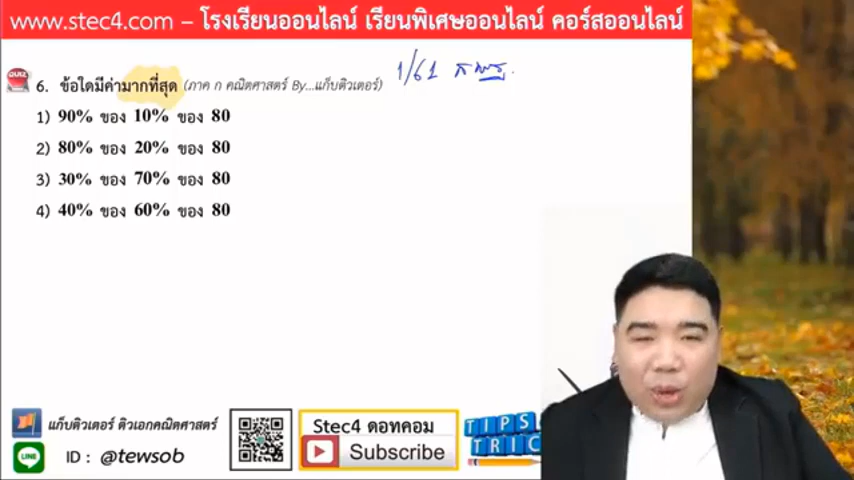 www.stec4.com – โรงเรียนออนไลน์ เรียนพิเศษออนไลน์ คอร์สออนไลน์
QUIZ 6. ข้อใดมีค่ามากที่สุด (ภาค ก คณิตศาสตร์ By...แก็บติวเตอร์) 1/61
1) 90% ของ 10% ของ 80
2) 80% ของ 20% ของ 80
3) 30% ของ 70% ของ 80
4) 40% ของ 60% ของ 80
แก็บติวเตอร์ ติวเอกคณิตศาสตร์
LINE ID : @tewsob
Stec4 ดอทคอม
Subscribe
TIPS
TRIC